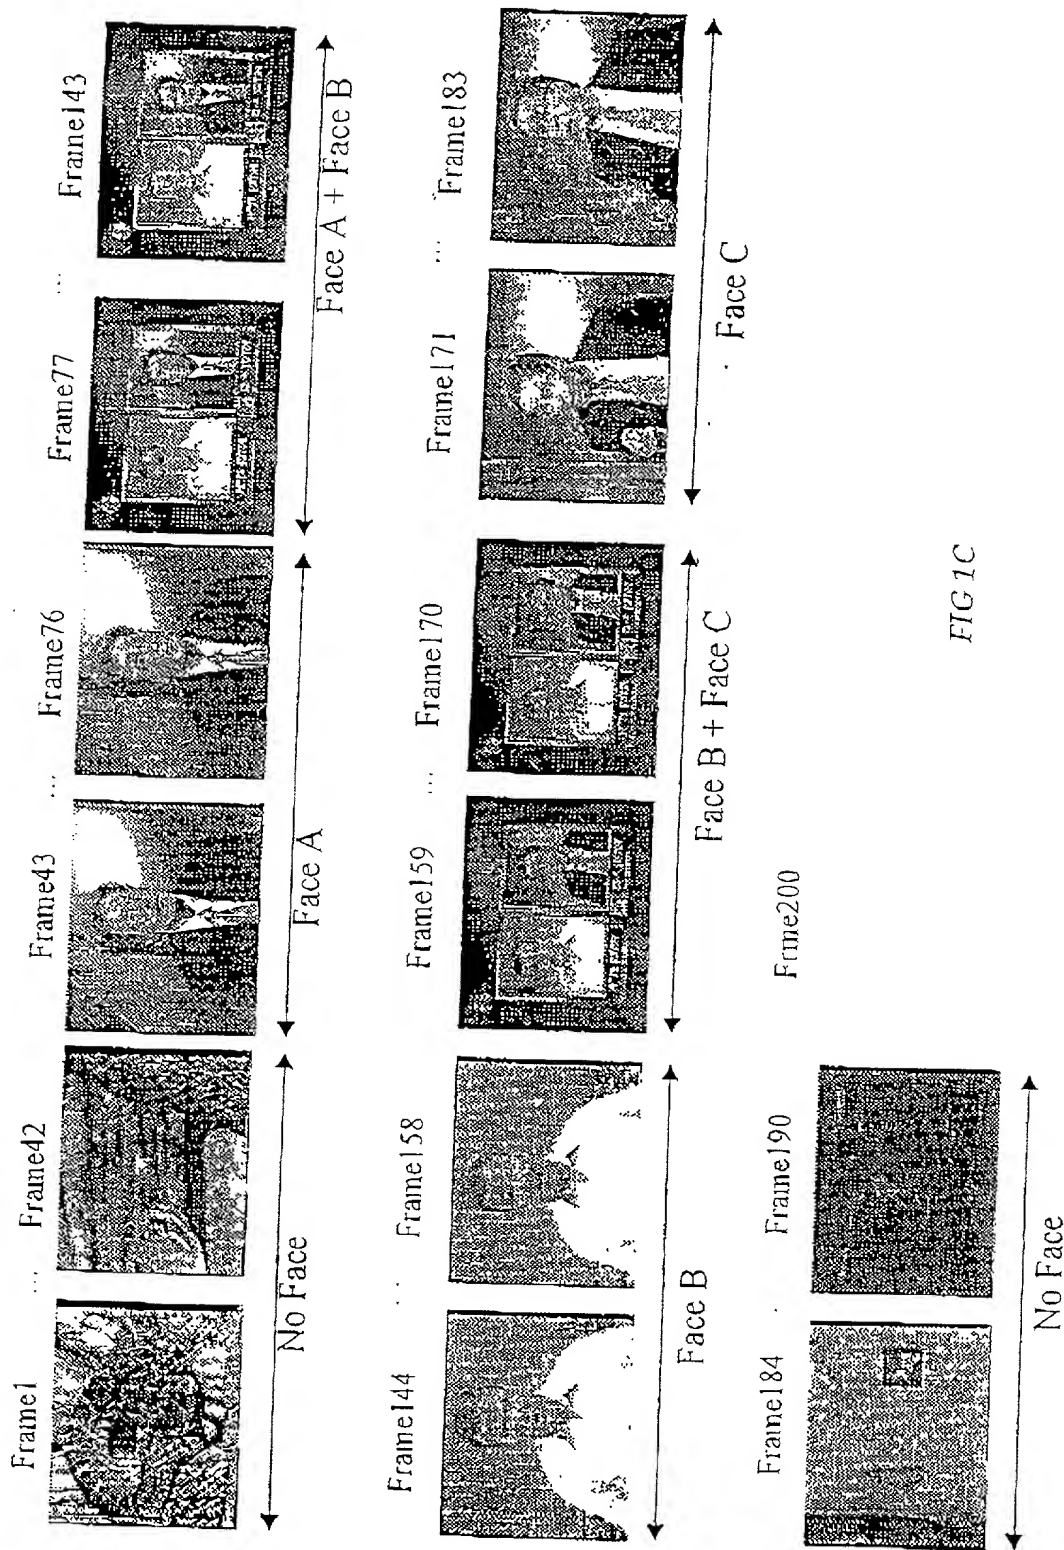 Frame1 ... Frame42 Frame43 ... Frame76 Frame77 ... Frame143
No Face Face A Face A + Face B
Frame144 . Frame158 Frame159 ... Frame170 Frame171 ... Frame183
Face B Face B + Face C Face C
Frame184 . Frame190 Frme200
No Face
FIG 1C